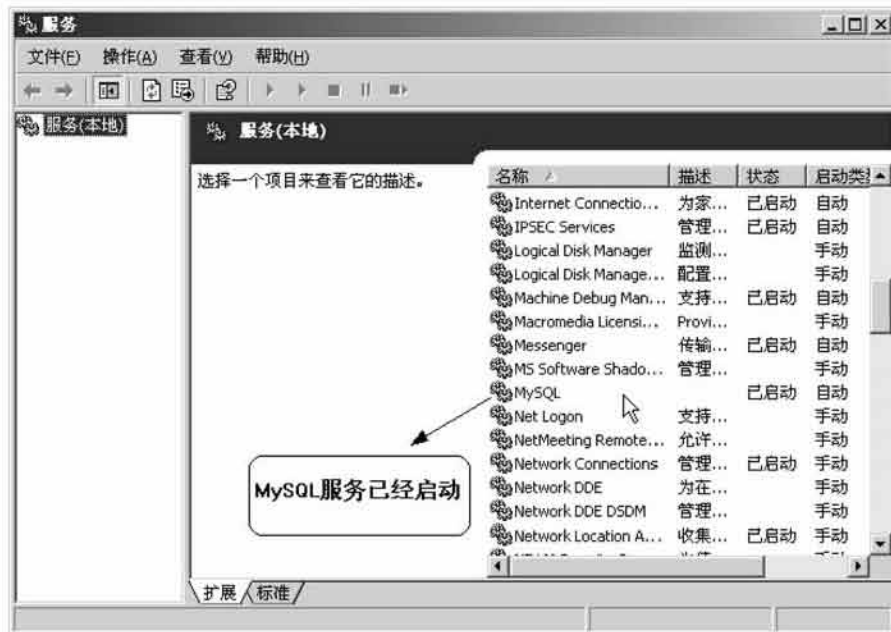 服务
文件(F) 操作(A) 查看(V) 帮助(H)
服务(本地)
服务(本地)
选择一个项目来查看它的描述。
名称 描述 状态 启动类
Internet Connectio... 为家... 已启动 自动
IPSEC Services 管理... 已启动 自动
Logical Disk Manager 监测... 手动
Logical Disk Manage... 配置... 手动
Machine Debug Man... 支持... 已启动 自动
Macromedia Licensi... Provi... 手动
Messenger 传输... 已启动 自动
MS Software Shado... 管理... 手动
MySQL 已启动 自动
Net Logon 支持... 手动
NetMeeting Remote... 允许... 手动
Network Connections 管理... 已启动 手动
Network DDE 为在... 手动
Network DDE DSDM 管理... 手动
Network Location A... 收集... 已启动 手动
MySQL服务已经启动
扩展 标准